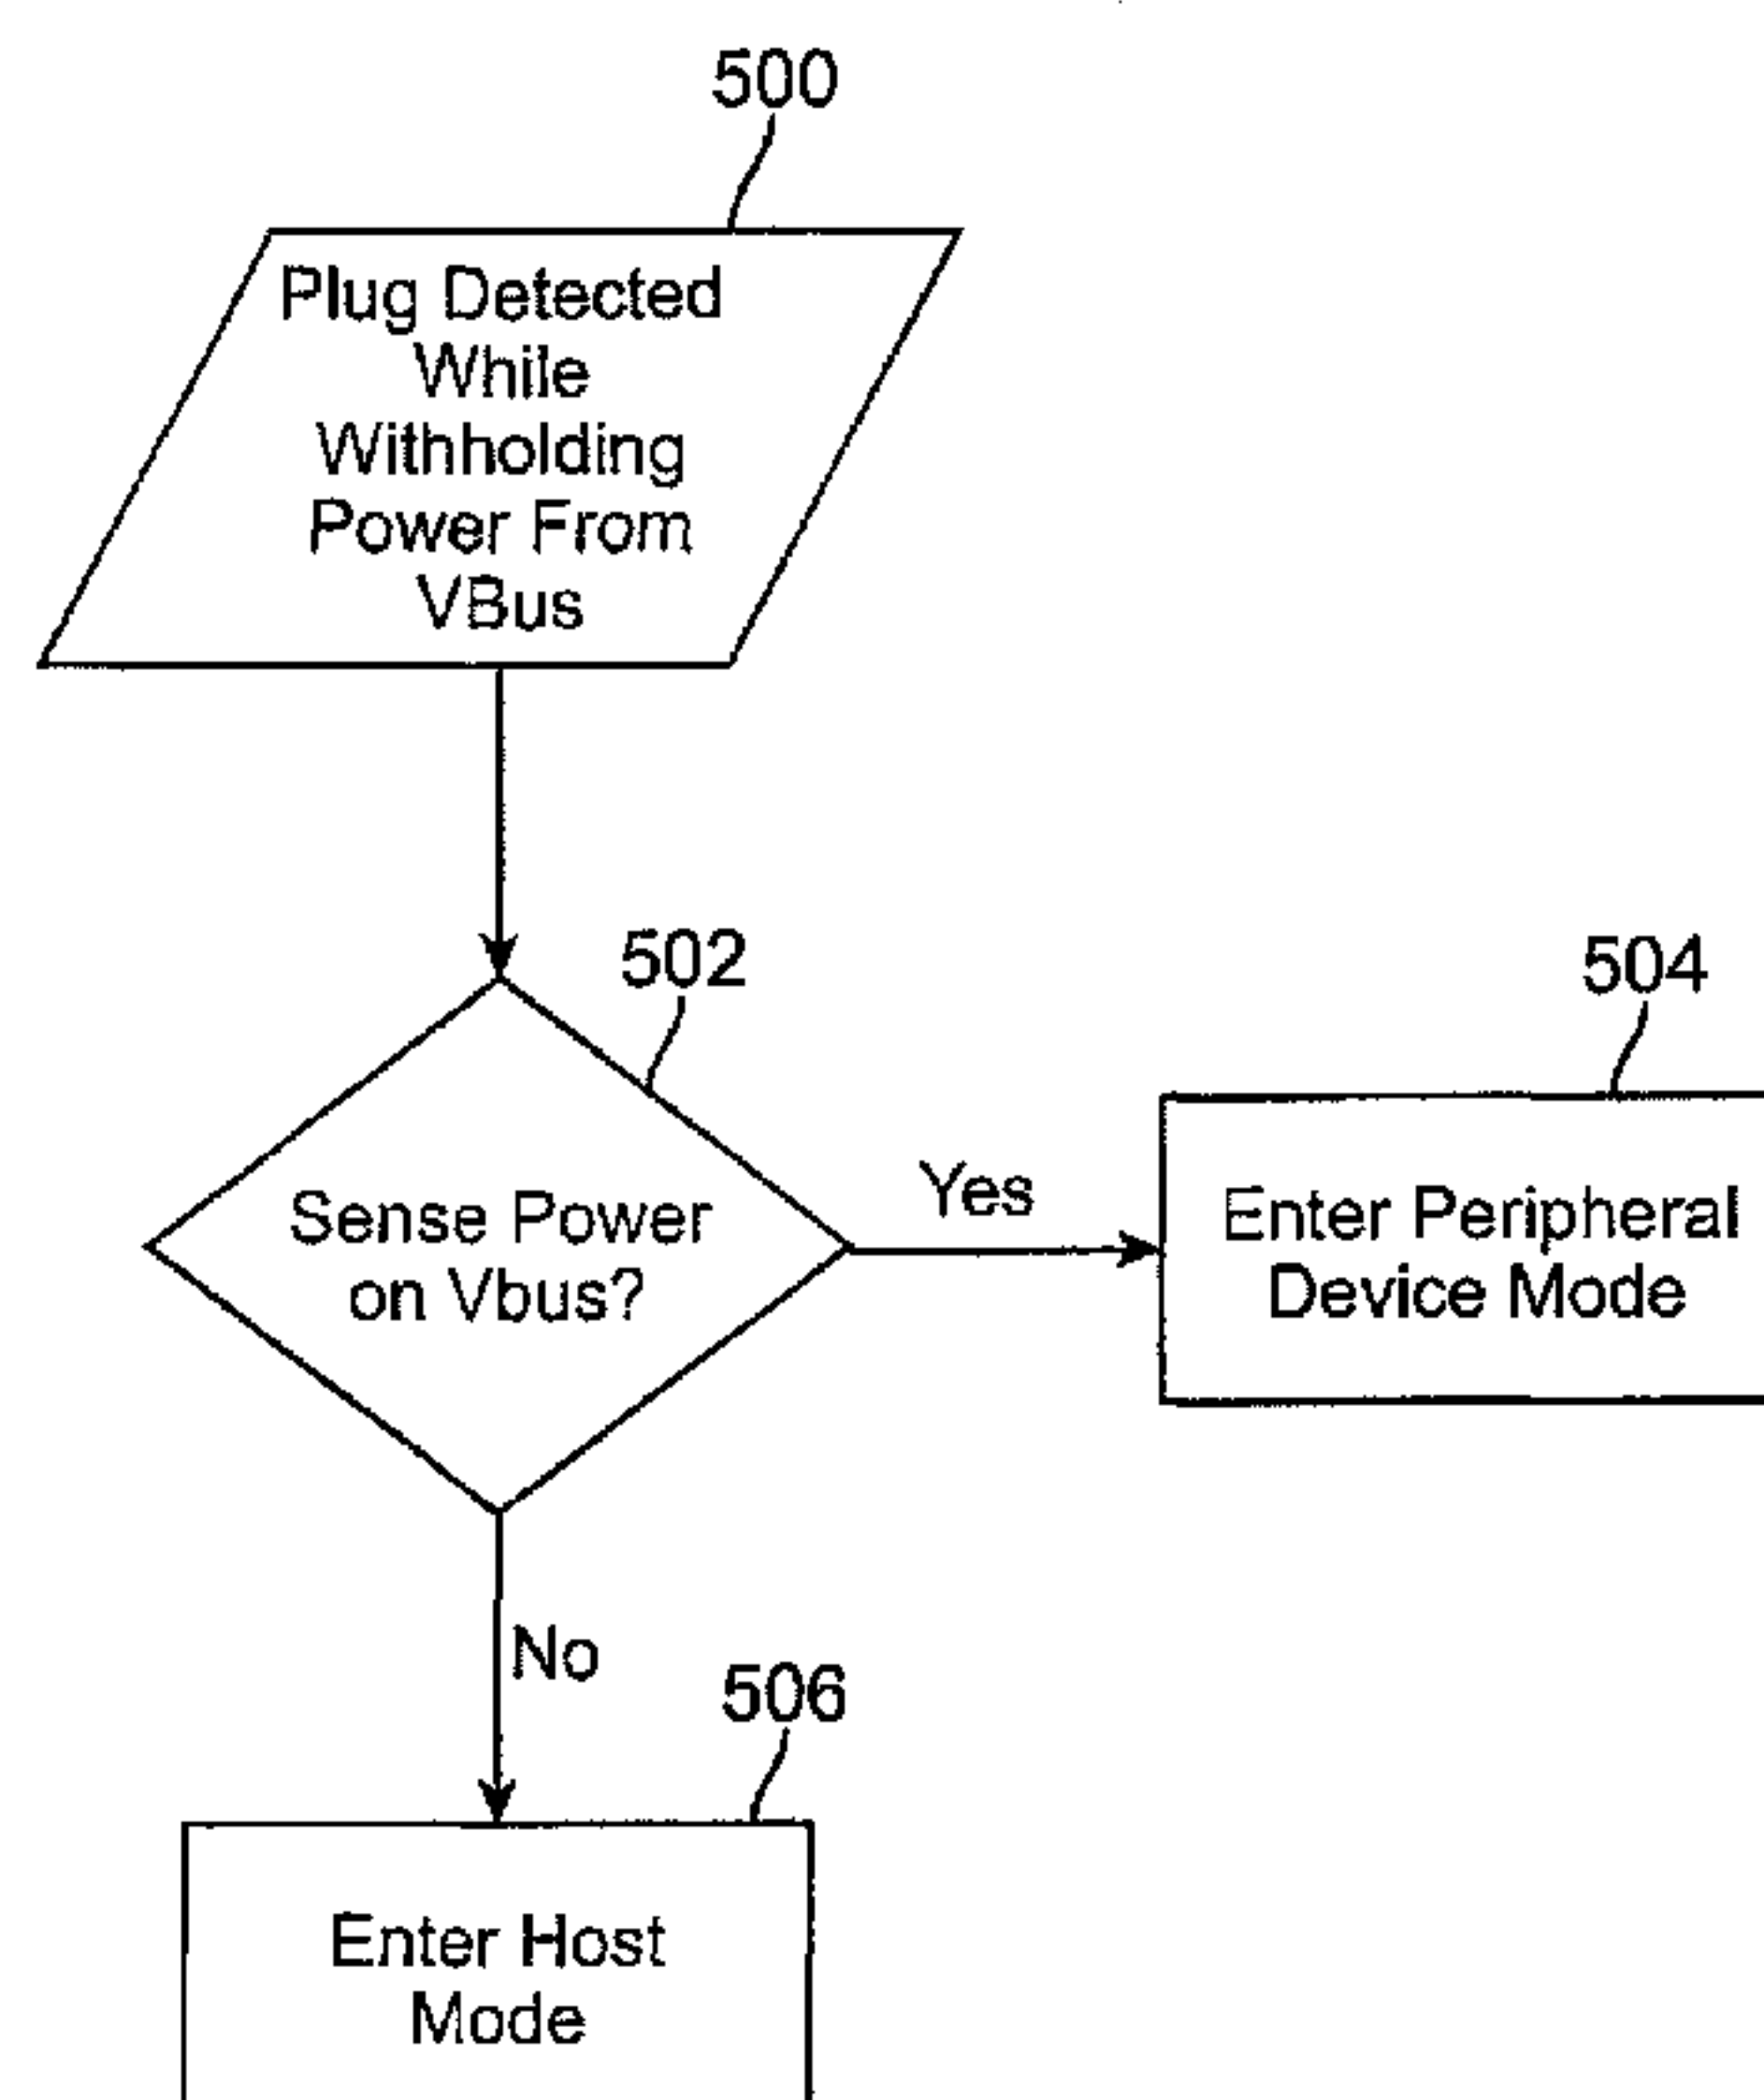 500
Plug Detected
While
Withholding
Power From
VBus
502
Sense Power
on Vbus?
Yes
504
Enter Peripheral
Device Mode
No
506
Enter Host
Mode